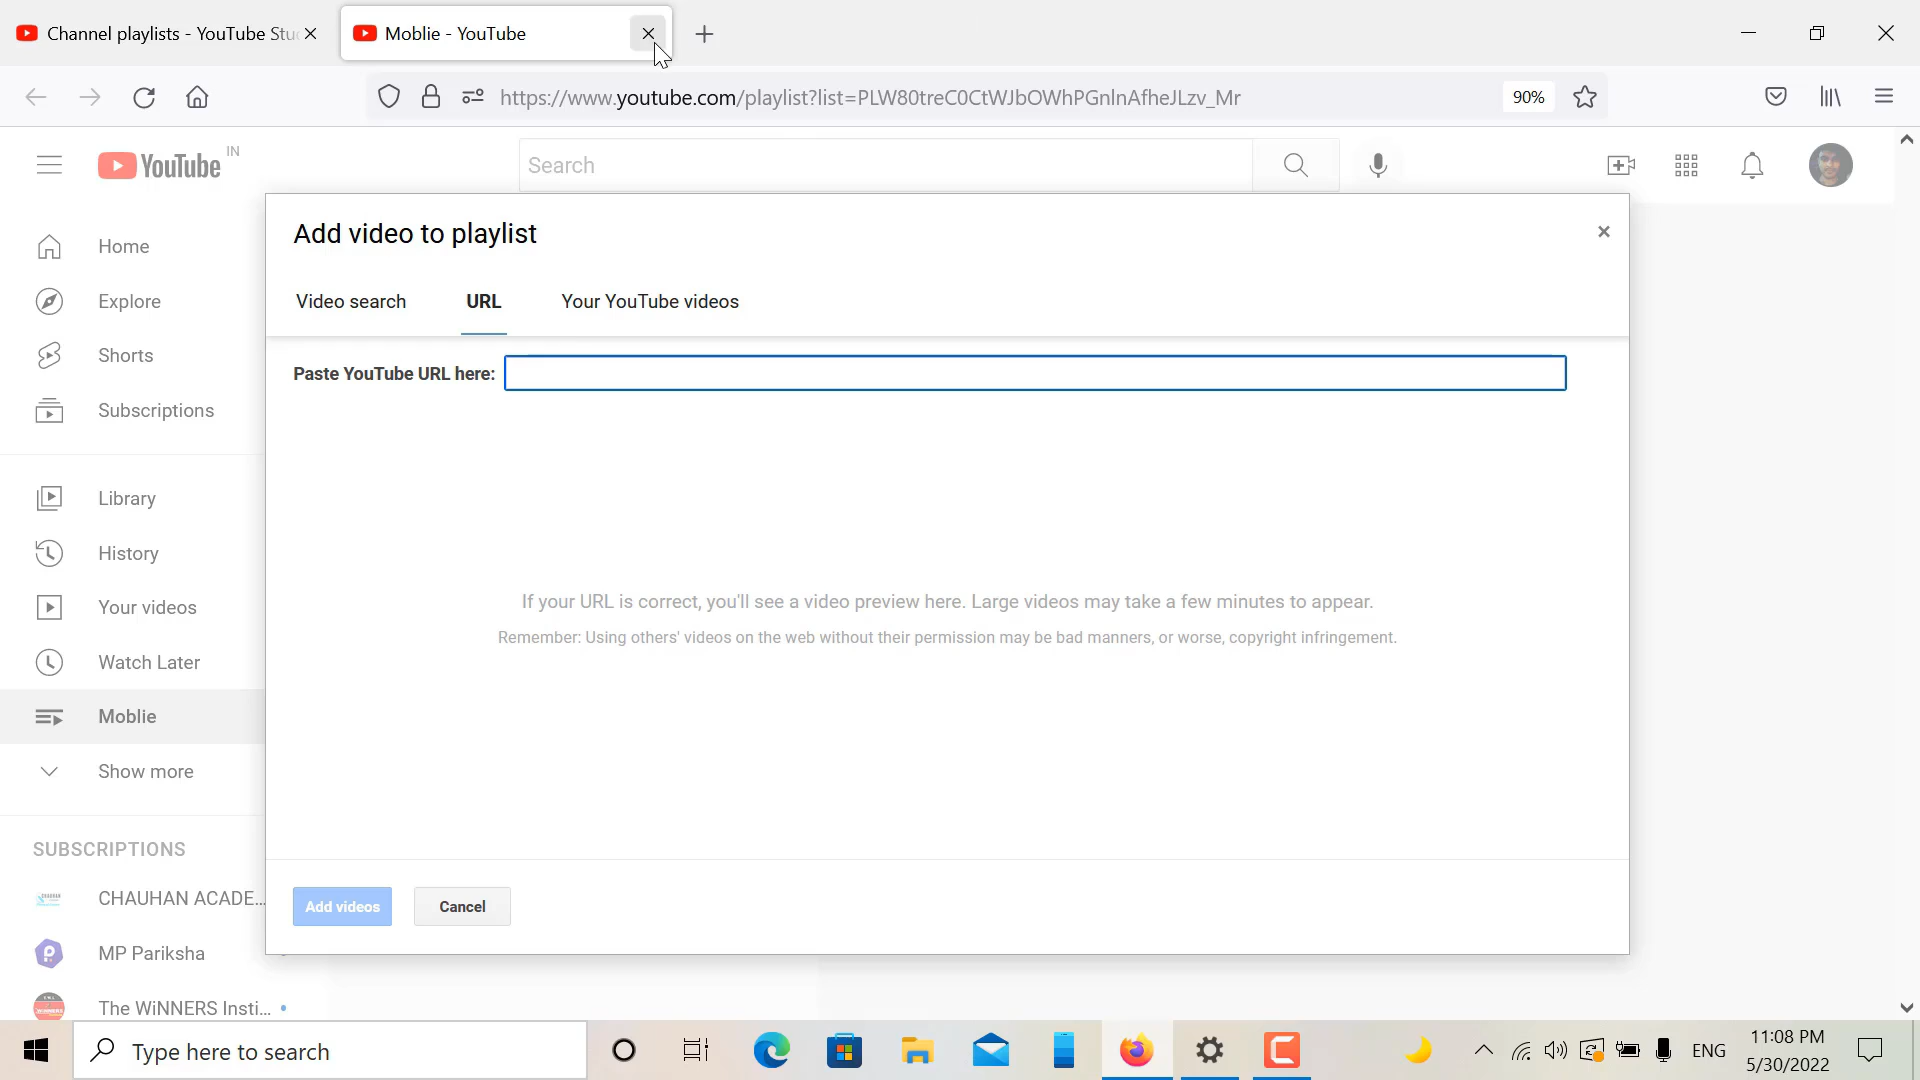 Channel playlists - YouTube Stu
Moblie - YouTube
https://www.youtube.com/playlist?list=PLW80treC0CtWJbOWhPGnlnAfheJLzv_Mr
90%
YouTube IN
Search
Add video to playlist
Video search
URL
Your YouTube videos
Paste YouTube URL here:
If your URL is correct, you'll see a video preview here. Large videos may take a few minutes to appear.
Remember: Using others' videos on the web without their permission may be bad manners, or worse, copyright infringement.
Add videos
Cancel
Home
Explore
Shorts
Subscriptions
Library
History
Your videos
Watch Later
Moblie
Show more
SUBSCRIPTIONS
CHAUHAN ACADE...
MP Pariksha
The WiNNERS Insti...
Type here to search
ENG
11:08 PM
5/30/2022